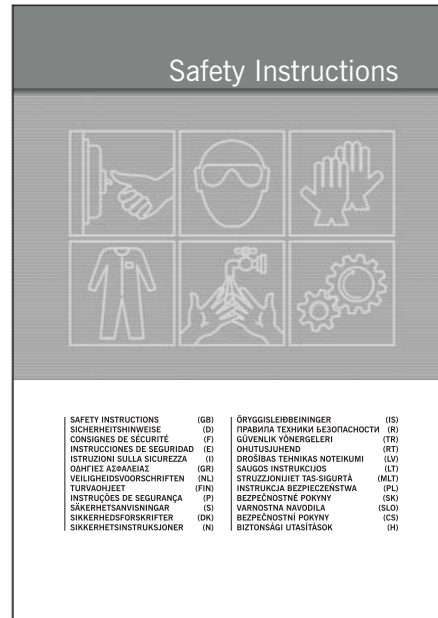 Safety Instructions
SAFETY INSTRUCTIONS (GB)
SICHERHEITSHINWEISE (D)
CONSIGNES DE SÉCURITÉ (F)
INSTRUCCIONES DE SEGURIDAD (E)
ISTRUZIONI SULLA SICUREZZA (I)
ΟΔΗΓΙΕΣ ΑΣΦΑΛΕΙΑΣ (GR)
VEILIGHEIDSVOORSCHRIFTEN (NL)
TURVAOHJEET (FIN)
INSTRUÇÕES DE SEGURANÇA (P)
SÄKERHETSANVISNINGAR (S)
SIKKERHEDSFORSKRIFTER (DK)
SIKKERHETSINSTRUKSJONER (N)
ÖRYGGISLEIÐBEININGER (IS)
ПРАВИЛА ТЕХНИКИ БЕЗОПАСНОСТИ (R)
GÜVENLIK YÖNERGELERI (TR)
OHUTUSJUHEND (RT)
DROŠĪBAS TEHNIKAS NOTEIKUMI (LV)
SAUGOS INSTRUKCIJOS (LT)
STRUZZJONIJIET TAS-SIGURTÀ (MLT)
INSTRUKCJA BEZPIECZEŃSTWA (PL)
BEZPEČNOSTNÉ POKYNY (SK)
VARNOSTNA NAVODILA (SLO)
BEZPEČNOSTNÍ POKYNY (CS)
BIZTONSÁGI UTASÍTÁSOK (H)